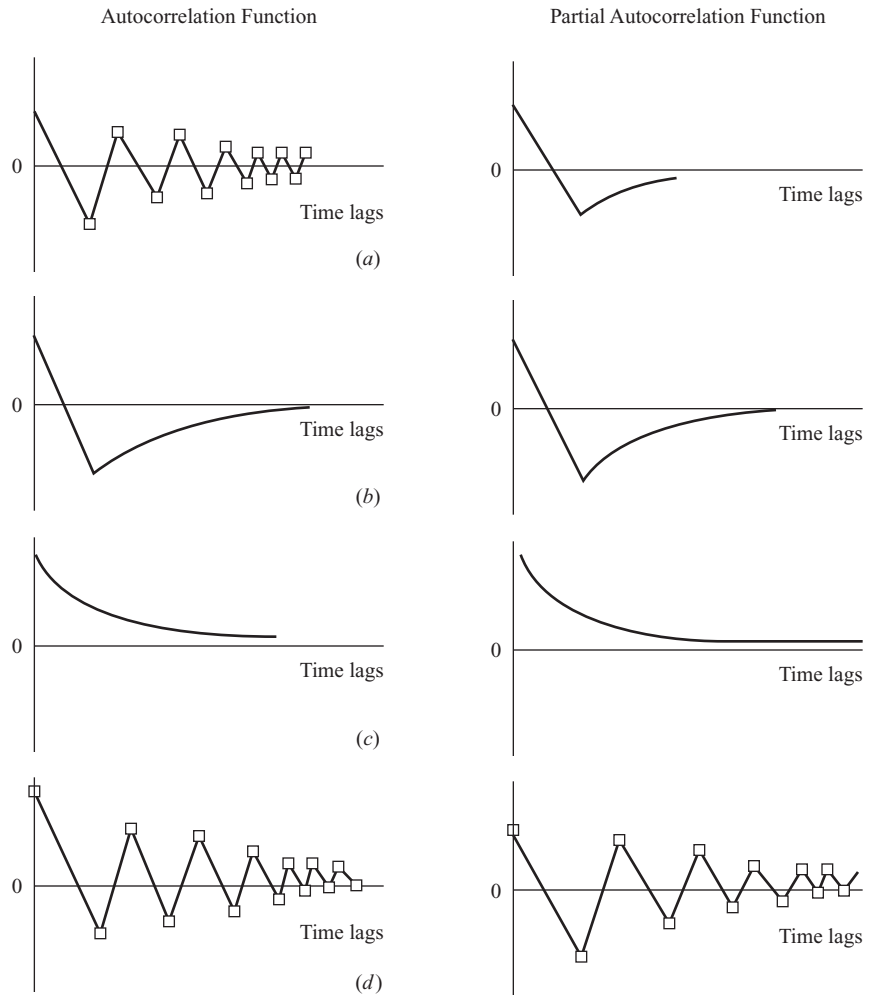 Autocorrelation Function
Partial Autocorrelation Function
0
Time lags
(a)
0
Time lags
0
Time lags
(b)
0
Time lags
0
Time lags
(c)
0
Time lags
0
Time lags
(d)
0
Time lags